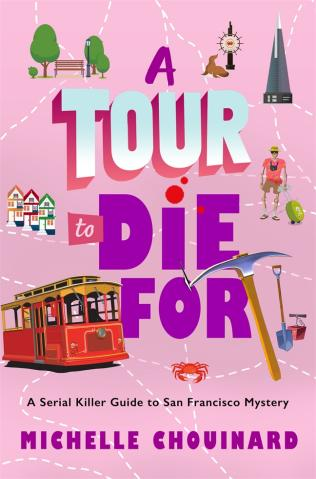 A
TOUR
to DIE
FOR
A Serial Killer Guide to San Francisco Mystery
MICHELLE CHOUINARD